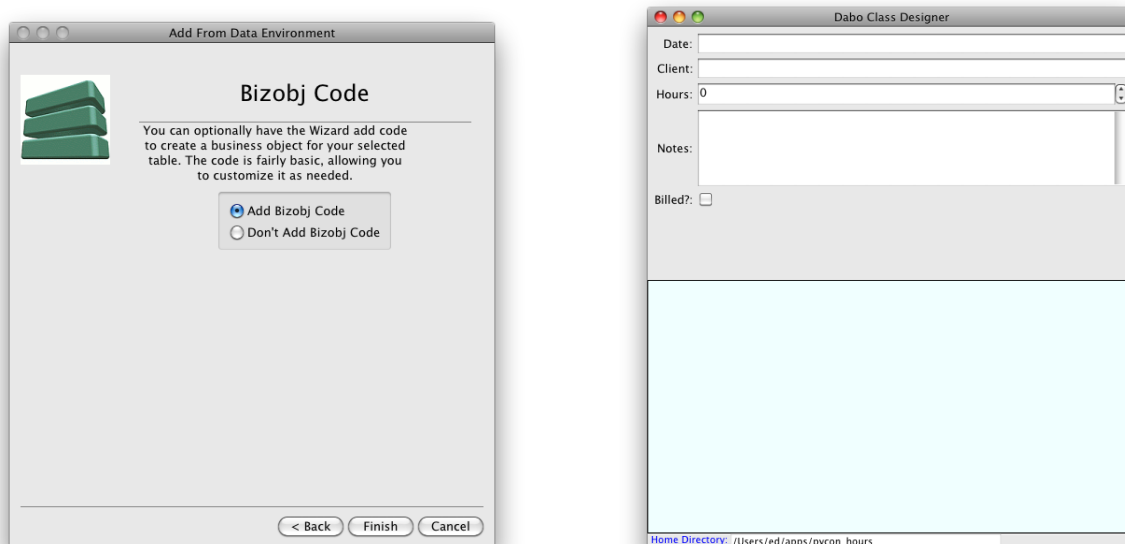 Add From Data Environment
Bizobj Code
You can optionally have the Wizard add code
to create a business object for your selected
table. The code is fairly basic, allowing you
to customize it as needed.
Add Bizobj Code
Don't Add Bizobj Code
< Back Finish Cancel
Dabo Class Designer
Date:
Client:
Hours: 0
Notes:
Billed?:
Home Directory: /Users/ed/apps/pycon_hours